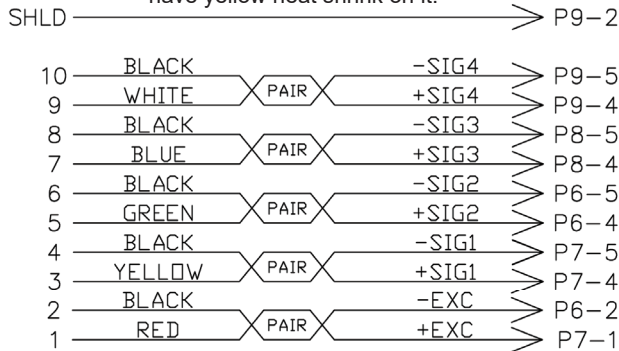 have yellow heat shrink on it.
SHLD P9-2
10 BLACK -SIG4 P9-5
PAIR
9 WHITE +SIG4 P9-4
8 BLACK -SIG3 P8-5
PAIR
7 BLUE +SIG3 P8-4
6 BLACK -SIG2 P6-5
PAIR
5 GREEN +SIG2 P6-4
4 BLACK -SIG1 P7-5
PAIR
3 YELLOW +SIG1 P7-4
2 BLACK -EXC P6-2
PAIR
1 RED +EXC P7-1